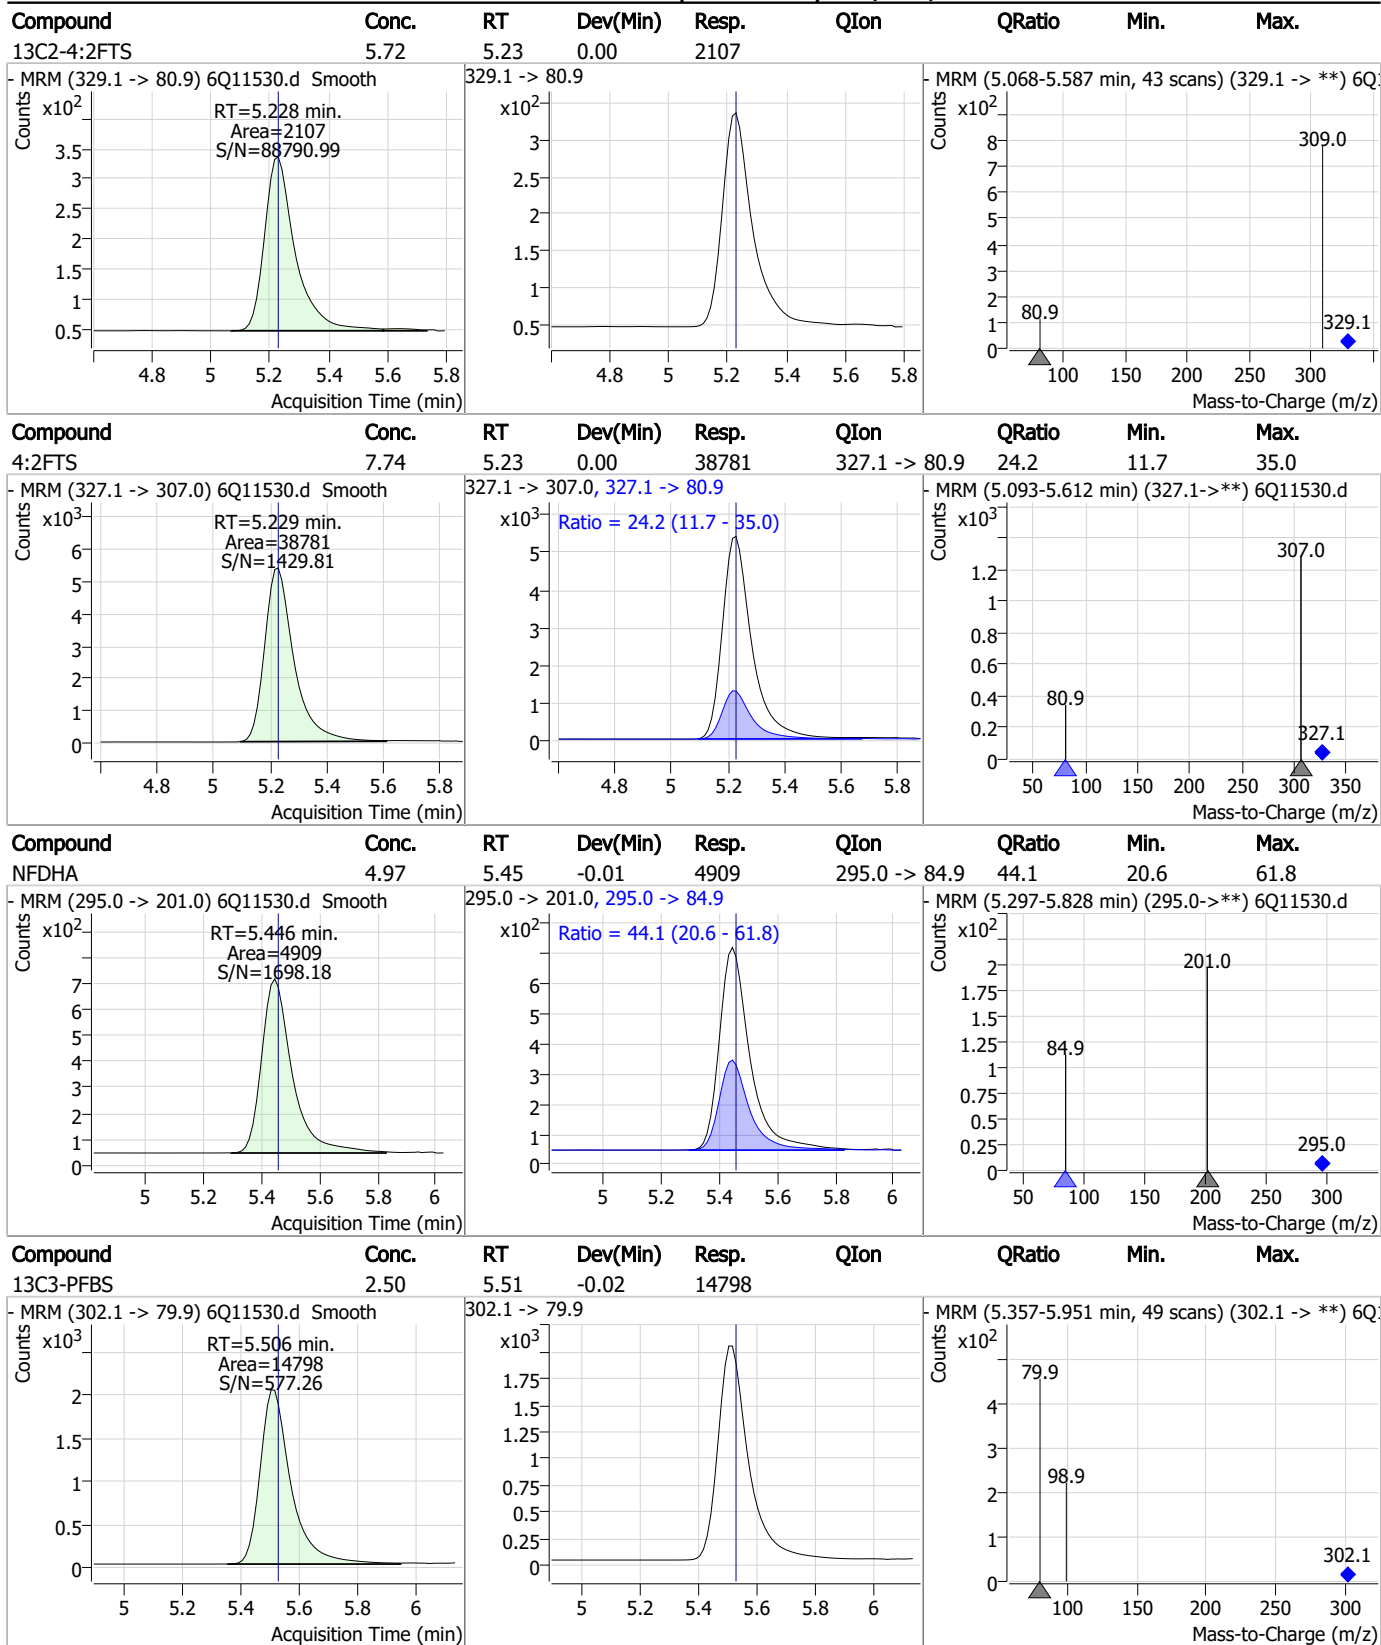 Compound Conc. RT Dev(Min) Resp. QIon QRatio Min. Max.
13C2-4:2FTS 5.72 5.23 0.00 2107
- MRM (329.1 -> 80.9) 6Q11530.d Smooth
Counts
x10²
RT=5.228 min.
Area=2107
S/N=88790.99
3.5
3
2.5
2
1.5
1
0.5
4.8 5 5.2 5.4 5.6 5.8
Acquisition Time (min)
329.1 -> 80.9
x10²
3
2.5
2
1.5
1
0.5
4.8 5 5.2 5.4 5.6 5.8
- MRM (5.068-5.587 min, 43 scans) (329.1 -> **) 6Q1
Counts
x10²
8
7
6
5
4
3
2
1
0
309.0
80.9
329.1
100 150 200 250 300
Mass-to-Charge (m/z)
Compound Conc. RT Dev(Min) Resp. QIon QRatio Min. Max.
4:2FTS 7.74 5.23 0.00 38781 327.1 -> 80.9 24.2 11.7 35.0
- MRM (327.1 -> 307.0) 6Q11530.d Smooth
Counts
x10³
RT=5.229 min.
Area=38781
S/N=1429.81
6
5
4
3
2
1
0
4.8 5 5.2 5.4 5.6 5.8
Acquisition Time (min)
327.1 -> 307.0, 327.1 -> 80.9
x10³
Ratio = 24.2 (11.7 - 35.0)
5
4
3
2
1
0
4.8 5 5.2 5.4 5.6 5.8
- MRM (5.093-5.612 min) (327.1->**) 6Q11530.d
Counts
x10³
1.2
1
0.8
0.6
0.4
0.2
0
307.0
80.9
327.1
50 100 150 200 250 300 350
Mass-to-Charge (m/z)
Compound Conc. RT Dev(Min) Resp. QIon QRatio Min. Max.
NFDHA 4.97 5.45 -0.01 4909 295.0 -> 84.9 44.1 20.6 61.8
- MRM (295.0 -> 201.0) 6Q11530.d Smooth
Counts
x10²
RT=5.446 min.
Area=4909
S/N=1698.18
7
6
5
4
3
2
1
0
5 5.2 5.4 5.6 5.8 6
Acquisition Time (min)
295.0 -> 201.0, 295.0 -> 84.9
x10²
Ratio = 44.1 (20.6 - 61.8)
6
5
4
3
2
1
0
5 5.2 5.4 5.6 5.8 6
- MRM (5.297-5.828 min) (295.0->**) 6Q11530.d
Counts
x10²
2
1.75
1.5
1.25
1
0.75
0.5
0.25
0
201.0
84.9
295.0
50 100 150 200 250 300
Mass-to-Charge (m/z)
Compound Conc. RT Dev(Min) Resp. QIon QRatio Min. Max.
13C3-PFBS 2.50 5.51 -0.02 14798
- MRM (302.1 -> 79.9) 6Q11530.d Smooth
Counts
x10³
RT=5.506 min.
Area=14798
S/N=577.26
2
1.5
1
0.5
0
5 5.2 5.4 5.6 5.8 6
Acquisition Time (min)
302.1 -> 79.9
x10³
1.75
1.5
1.25
1
0.75
0.5
0.25
0
5 5.2 5.4 5.6 5.8 6
- MRM (5.357-5.951 min, 49 scans) (302.1 -> **) 6Q1
Counts
x10²
4
3
2
1
0
79.9
98.9
302.1
100 150 200 250 300
Mass-to-Charge (m/z)